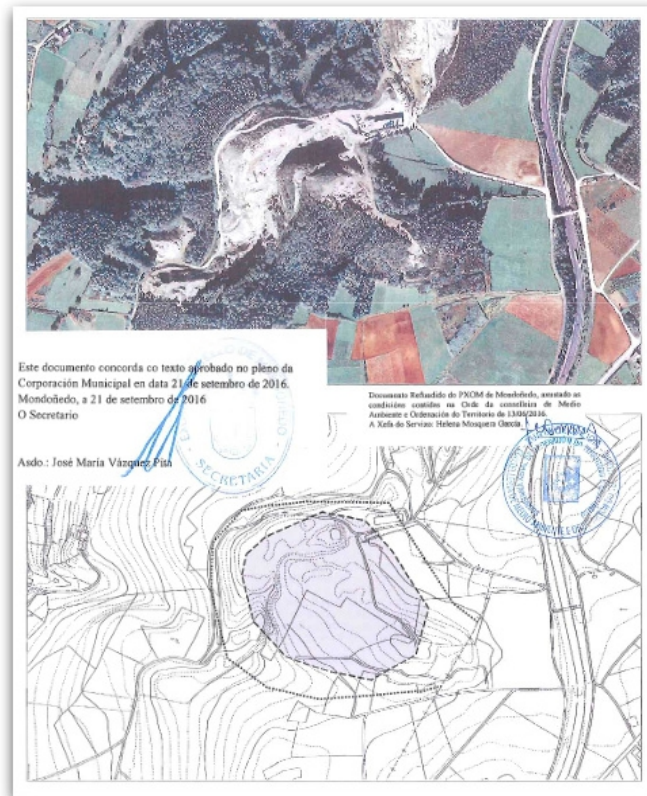 Este documento concorda co texto aprobado no pleno da
Corporación Municipal en data 21 de setembro de 2016.
Mondoñedo, a 21 de setembro de 2016
O Secretario
Asdo.: José María Vázquez Pita
SECRETARIA
Documento Refundido do PXOM de Mondoñedo, axustado as
condicións contidas na Orde da conselleira de Medio
Ambiente e Ordenación do Territorio de 13/06/2016.
A Xefa do Servizo: Helena Mosquera García